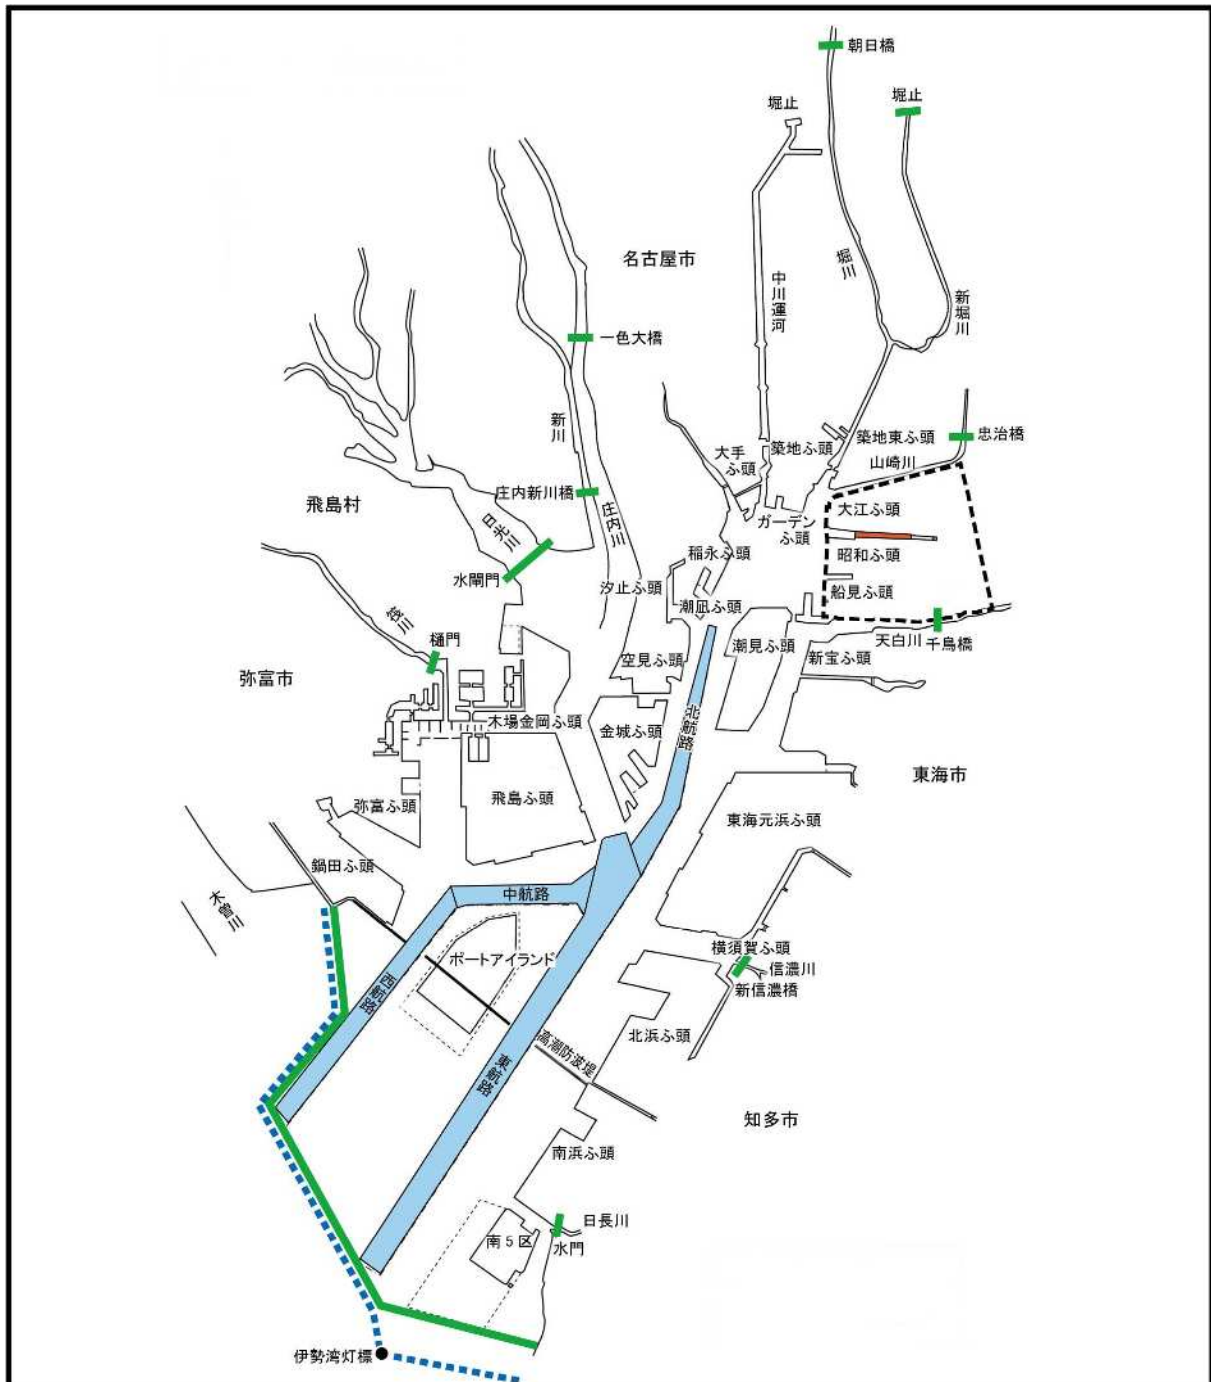 朝日橋
堀止
堀止
名古屋市
中川運河
堀川
新堀川
一色大橋
新川
大手
ふ頭
築地ふ頭
築地東ふ頭
忠治橋
山崎川
庄内新川橋
飛島村
日光川
庄内川
ガーデン
ふ頭
大江ふ頭
昭和ふ頭
稲永ふ頭
水閘門
汐止ふ頭
潮凪ふ頭
船見ふ頭
筏川
樋門
天白川
千鳥橋
潮見ふ頭
新宝ふ頭
空見ふ頭
弥富市
木場金岡ふ頭
金城ふ頭
北航路
東海市
弥富ふ頭
飛島ふ頭
東海元浜ふ頭
鍋田ふ頭
木曽川
中航路
横須賀ふ頭
信濃川
新信濃橋
ポートアイランド
西航路
北浜ふ頭
高潮防波堤
東航路
知多市
南浜ふ頭
日長川
水門
南5区
伊勢湾灯標